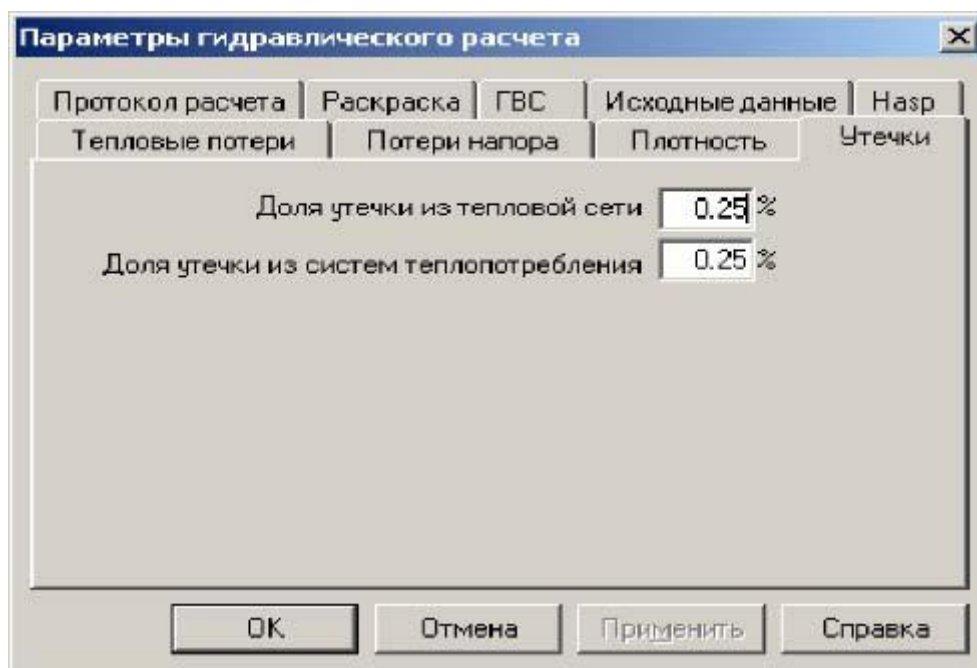 Параметры гидравлического расчета
Протокол расчета Раскраска ГВС Исходные данные Hasp
Тепловые потери Потери напора Плотность Утечки
Доля утечки из тепловой сети 0.25 %
Доля утечки из систем теплопотребления 0.25 %
OK Отмена Применить Справка